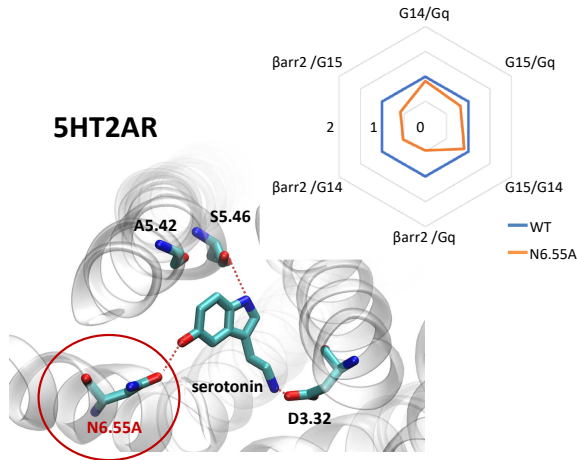 G14/Gq
βarr2 /G15
G15/Gq
5HT2AR
2
1
0
βarr2 /G14
G15/G14
βarr2 /Gq
S5.46
A5.42
WT
N6.55A
serotonin
D3.32
N6.55A